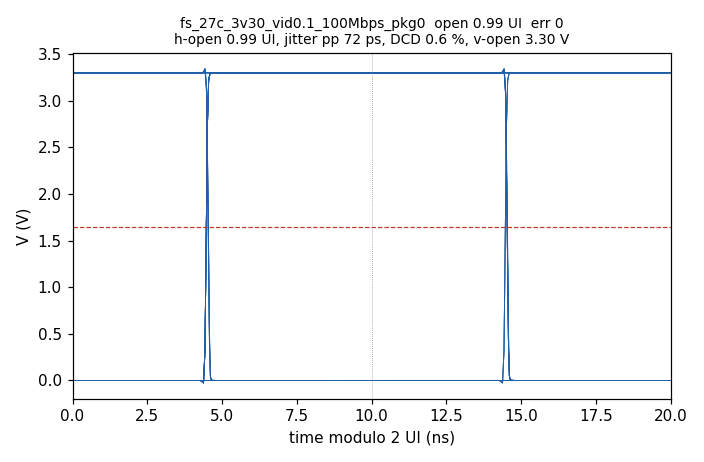 fs_27c_3v30_vid0.1_100Mbps_pkg0  open 0.99 UI  err 0
h-open 0.99 UI, jitter pp 72 ps, DCD 0.6 %, v-open 3.30 V
3.5
3.0
2.5
2.0
1.5
1.0
0.5
0.0
V (V)
0.0 2.5 5.0 7.5 10.0 12.5 15.0 17.5 20.0
time modulo 2 UI (ns)